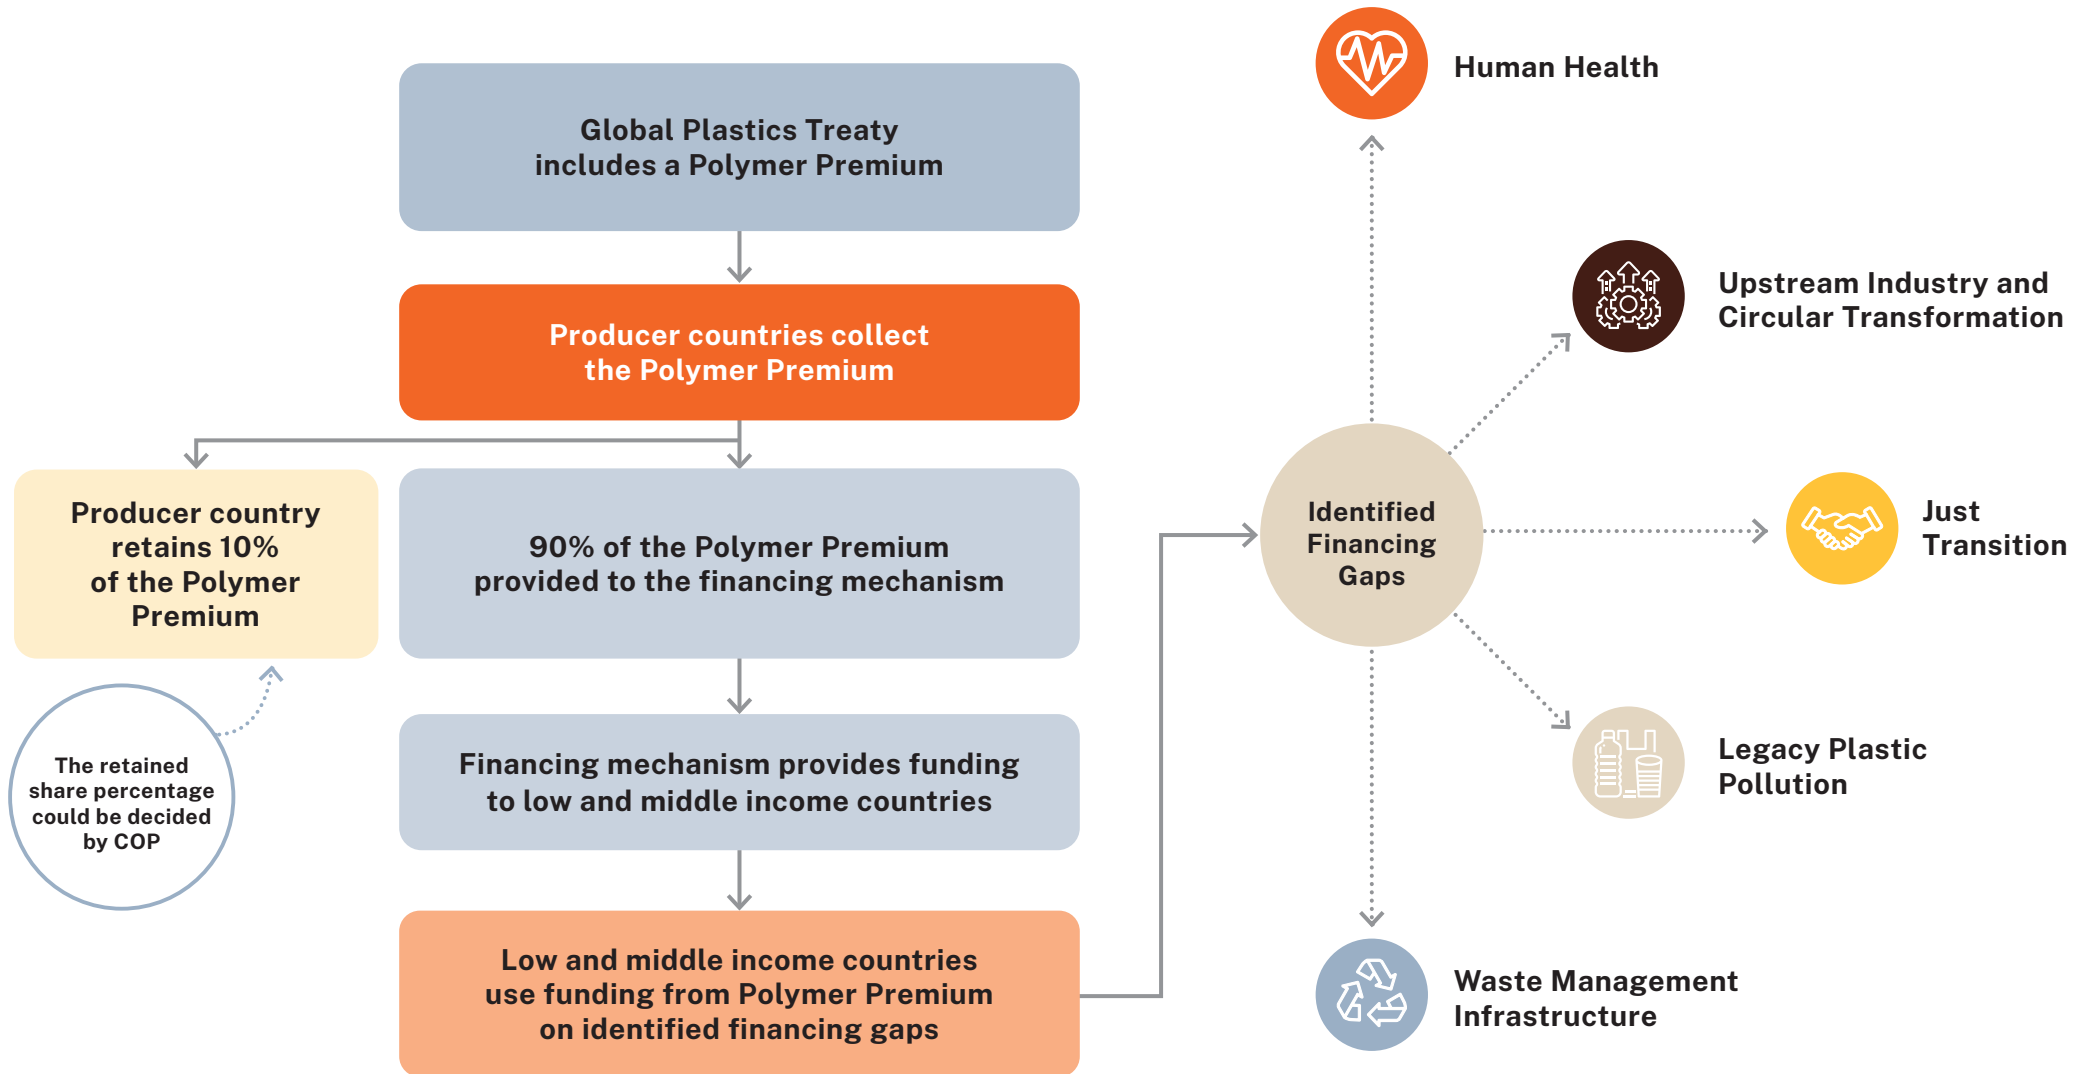 Global Plastics Treaty
includes a Polymer Premium
Producer countries collect
the Polymer Premium
Producer country
retains 10%
of the Polymer
Premium
90% of the Polymer Premium
provided to the financing mechanism
The retained
share percentage
could be decided
by COP
Financing mechanism provides funding
to low and middle income countries
Low and middle income countries
use funding from Polymer Premium
on identified financing gaps
Identified
Financing
Gaps
Human Health
Upstream Industry and
Circular Transformation
Just
Transition
Legacy Plastic
Pollution
Waste Management
Infrastructure